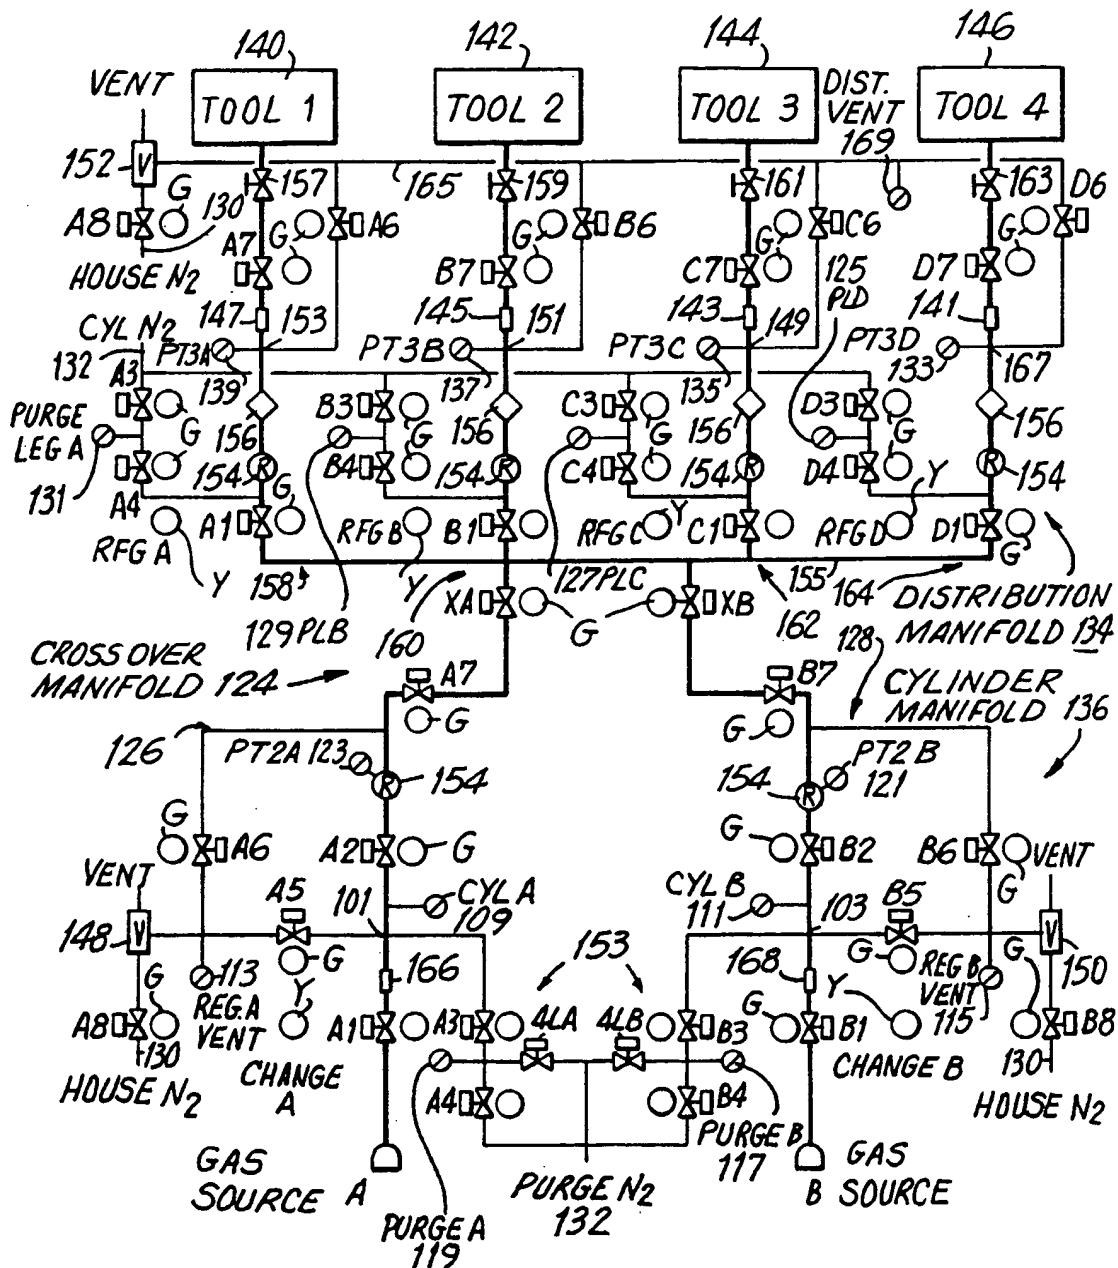 140 142 144 146
VENT TOOL 1 TOOL 2 TOOL 3 DIST. VENT TOOL 4
152 V 157 165 159 161 169 163 D6
A8 G 130 G A6 G B6 G C6 G
HOUSE N2 A7 B7 C7 125 D7
PLD
CYL N2 147 153 145 151 143 149 141
132 PT3A PT3B PT3C PT3D
139 137 135 133 167
A3 G B3 G C3 G D3 G
PURGE LEG A 156 156 156 156
131 A4 G 154 R B4 154 R C4 154 R D4 R 154
G Y Y
RFG A A1 RFG B B1 RFG C C1 RFG D D1 G
Y 158 Y 127 PLC 155 164
129 PLB 160 XA G XB 162 DISTRIBUTION
MANIFOLD 134
CROSS OVER
MANIFOLD 124 A7 G B7 G 128 CYLINDER
MANIFOLD 136
126 PT2A 123 R 154 154 R PT2B
121
G A6 A2 G G B2 B6 G
VENT A5 CYL A CYL B B5 VENT
148 V 101 109 111 103 V 150
113 G 166 153 168 G REG B G
REG.A
VENT Y Y VENT
115
A8 G A1 A3 4LA 4LB B3 G B1 B8
130 CHANGE
A CHANGE B 130
HOUSE N2 A4 B4 HOUSE N2
GAS
SOURCE A PURGE B
117 B GAS
SOURCE
PURGE N2
132
PURGE A
119